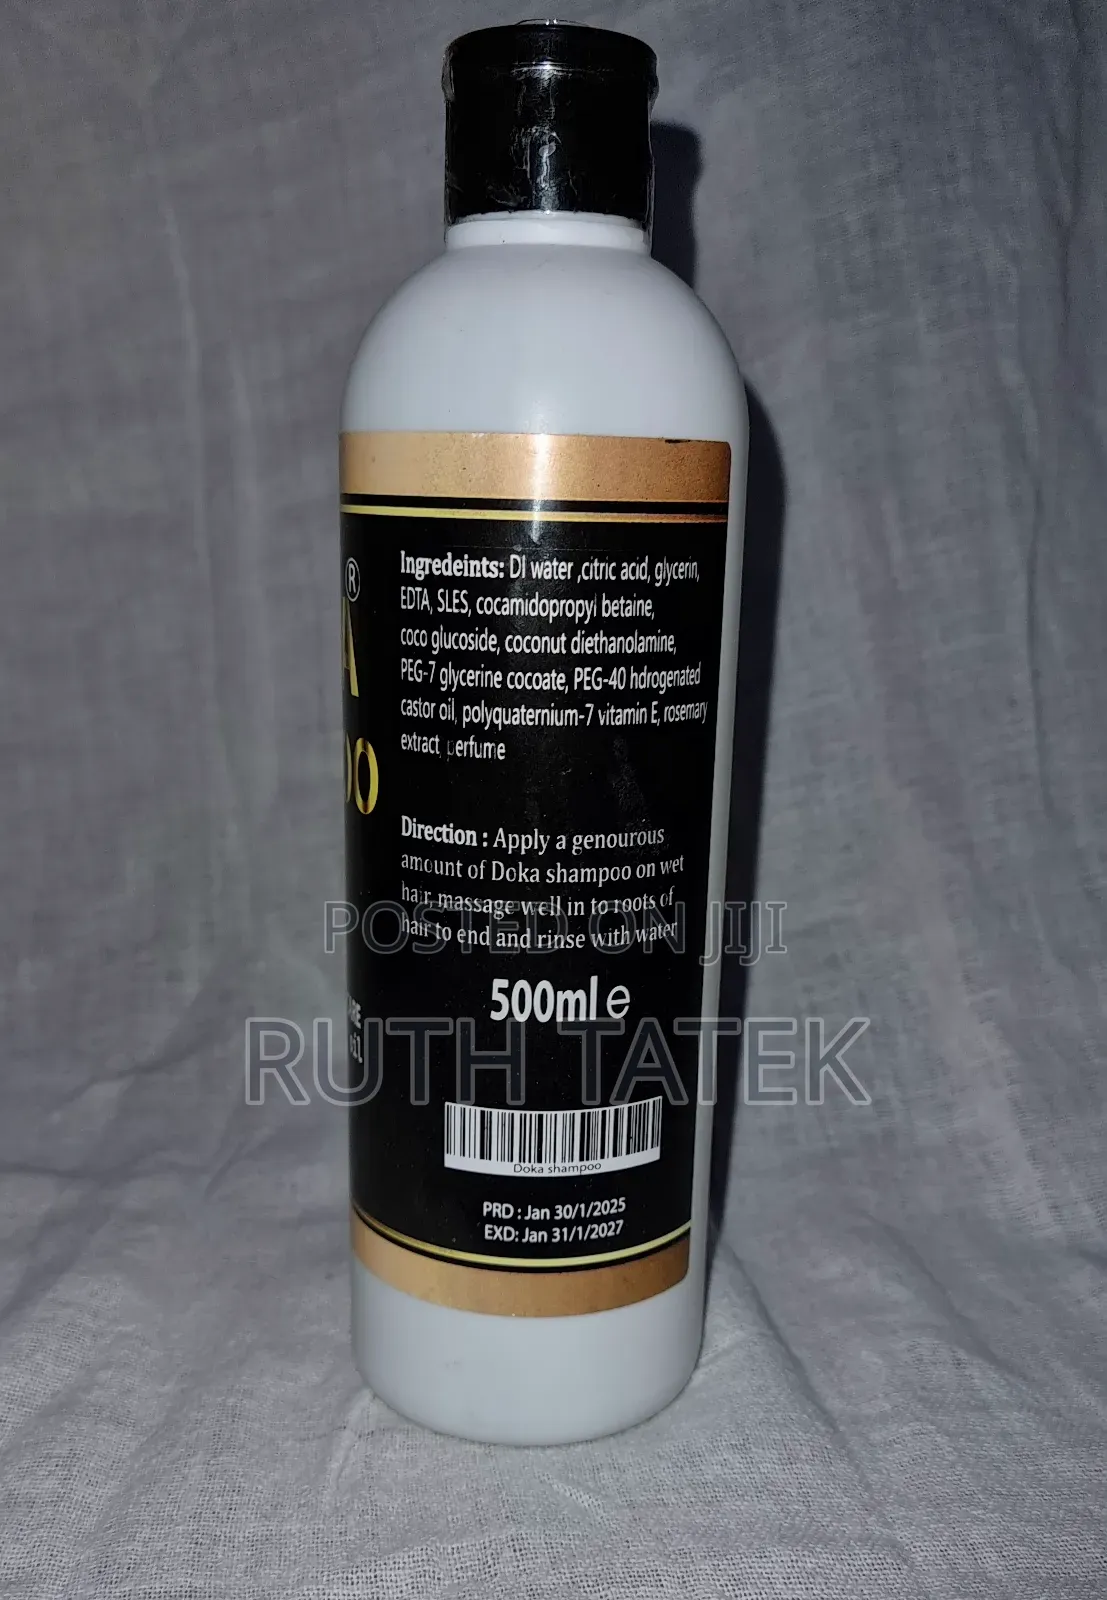 ®
A
OO
Ingredeints: DI water ,citric acid, glycerin,
EDTA, SLES, cocamidopropyl betaine,
coco glucoside, coconut diethanolamine,
PEG-7 glycerine cocoate, PEG-40 hdrogenated
castor oil, polyquaternium-7 vitamin E, rosemary
extract, perfume
Direction : Apply a genourous
amount of Doka shampoo on wet
hair, massage well in to roots of
hair to end and rinse with water
POSTED ON JIJI
500ml e
RUTH TATEK
Doka shampoo
PRD : Jan 30/1/2025
EXD: Jan 31/1/2027